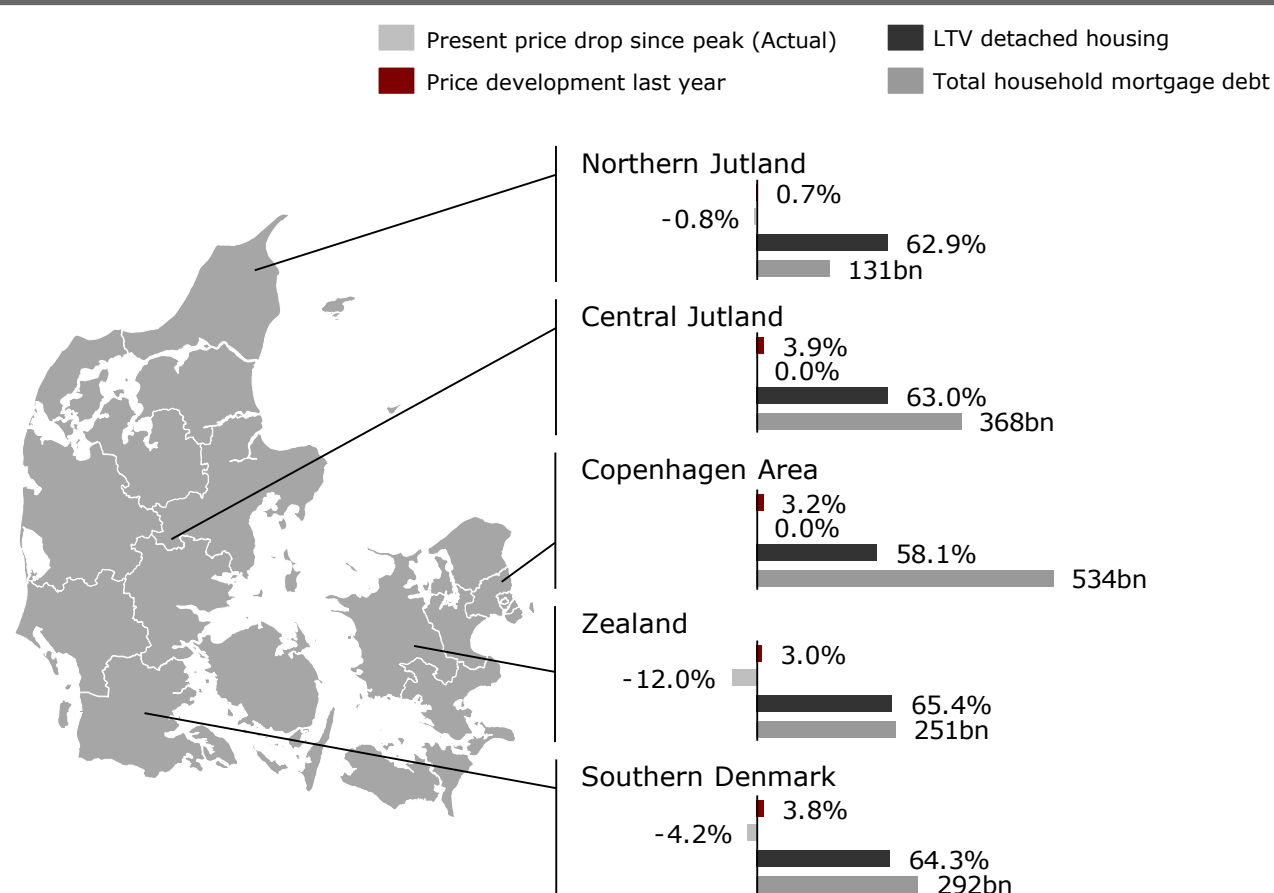 Present price drop since peak (Actual)
LTV detached housing
Price development last year
Total household mortgage debt
Northern Jutland
0.7%
-0.8%
62.9%
131bn
Central Jutland
3.9%
0.0%
63.0%
368bn
Copenhagen Area
3.2%
0.0%
58.1%
534bn
Zealand
3.0%
-12.0%
65.4%
251bn
Southern Denmark
3.8%
-4.2%
64.3%
292bn